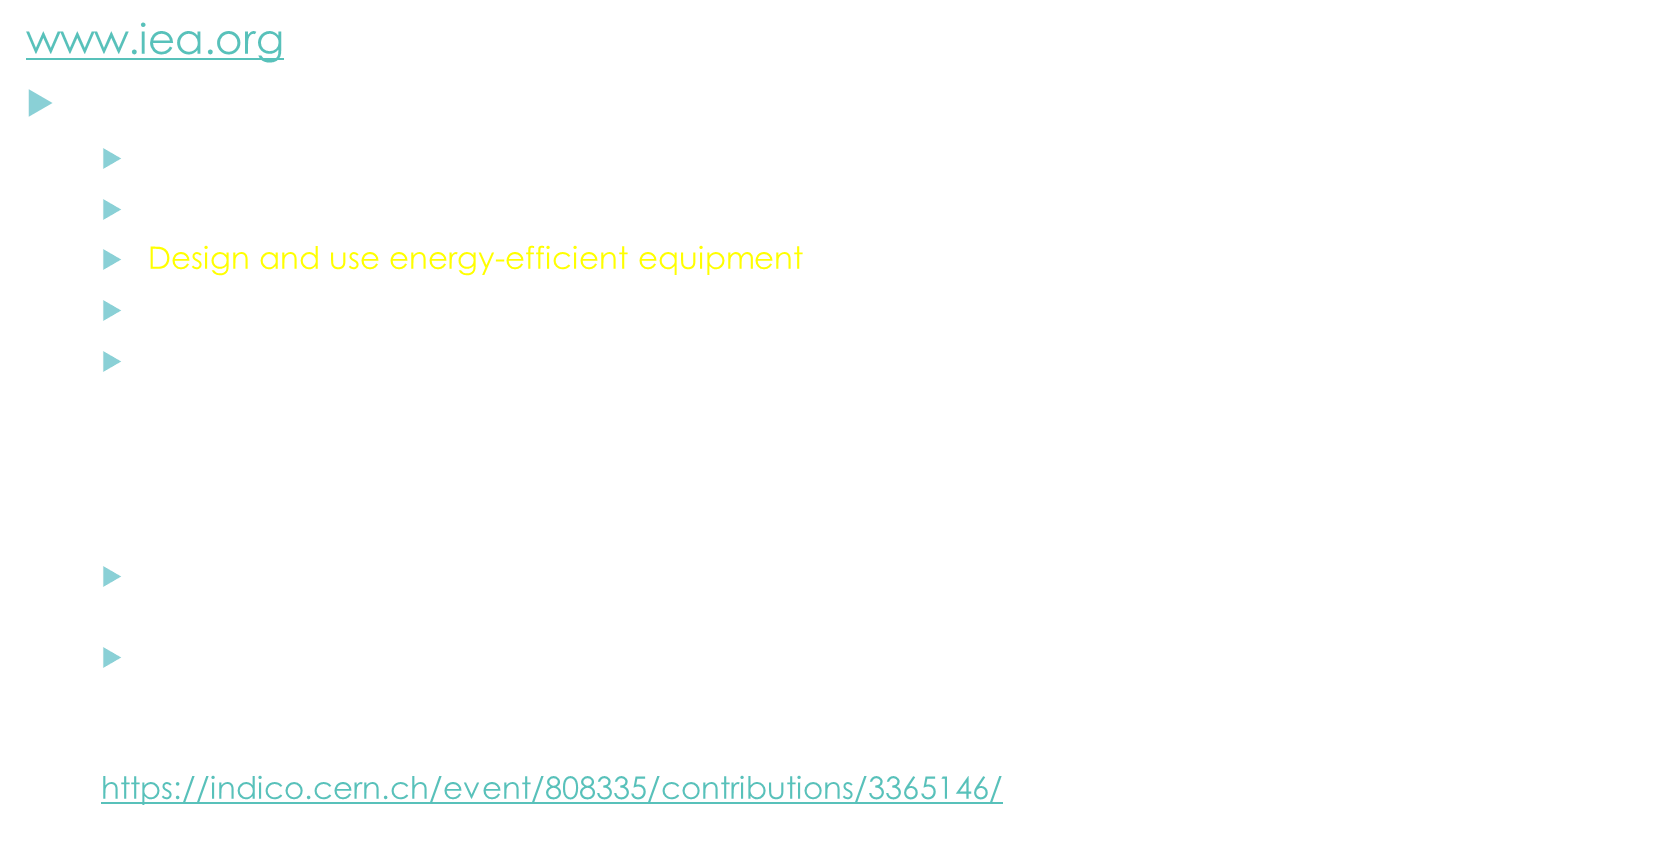 www.iea.org
Design and use energy-efficient equipment
https://indico.cern.ch/event/808335/contributions/3365146/